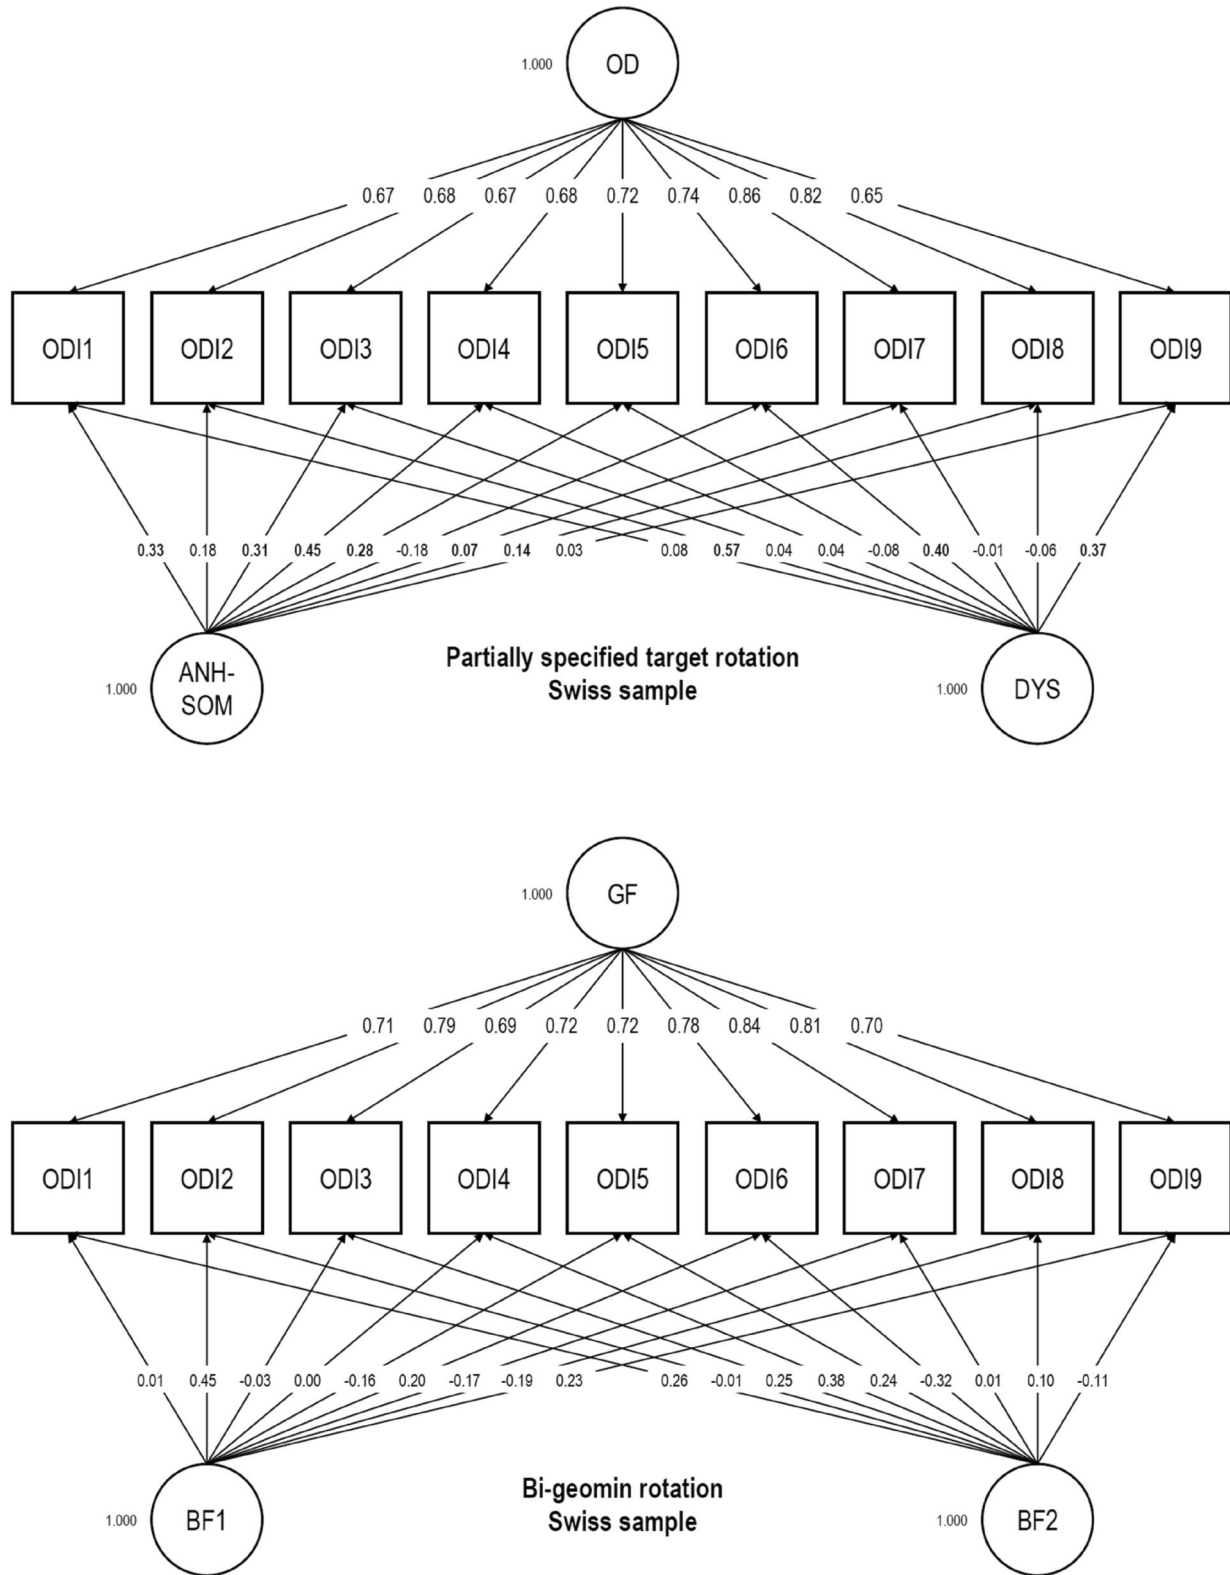 1.000 OD
0.67 0.68 0.67 0.68 0.72 0.74 0.86 0.82 0.65
ODI1 ODI2 ODI3 ODI4 ODI5 ODI6 ODI7 ODI8 ODI9
0.33 0.18 0.31 0.45 0.28 -0.18 0.07 0.14 0.03 0.08 0.57 0.04 0.04 -0.08 0.40 -0.01 -0.06 0.37
1.000 ANH-
SOM
Partially specified target rotation
Swiss sample
1.000 DYS
1.000 GF
0.71 0.79 0.69 0.72 0.72 0.78 0.84 0.81 0.70
ODI1 ODI2 ODI3 ODI4 ODI5 ODI6 ODI7 ODI8 ODI9
0.01 0.45 -0.03 0.00 -0.16 0.20 -0.17 -0.19 0.23 0.26 -0.01 0.25 0.38 0.24 -0.32 0.01 0.10 -0.11
1.000 BF1
Bi-geomin rotation
Swiss sample
1.000 BF2